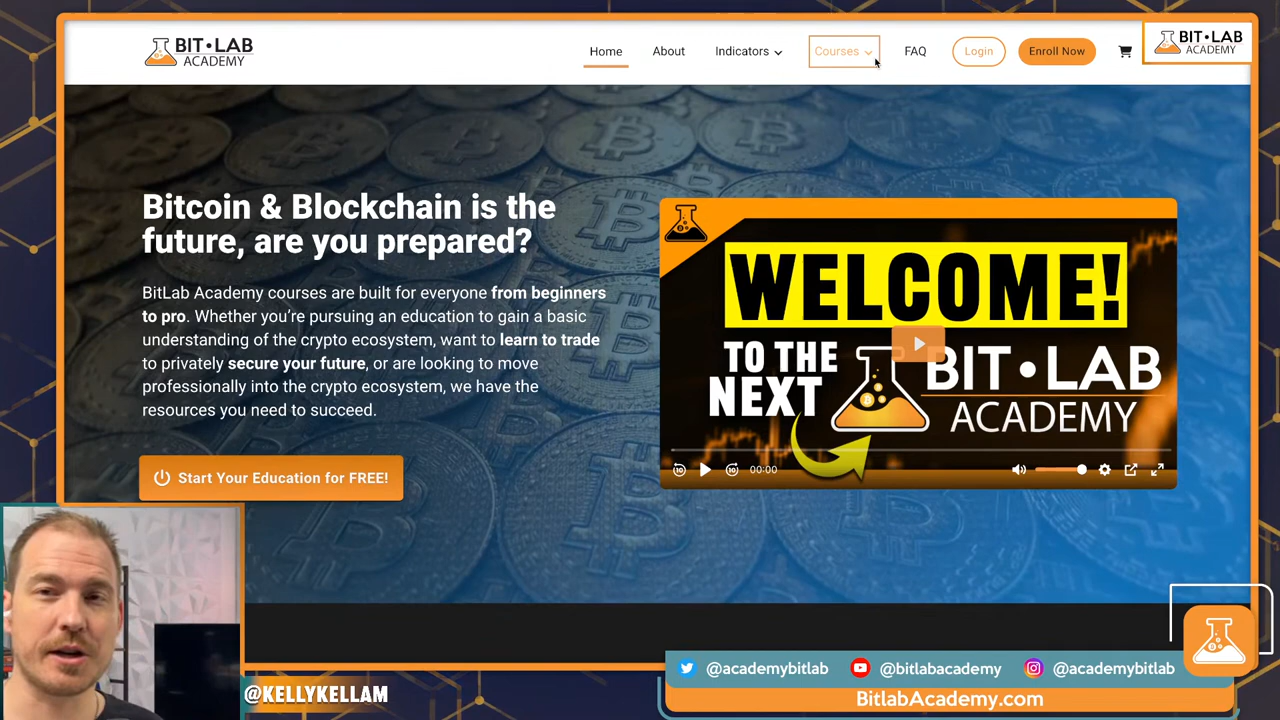 BIT•LAB
ACADEMY
Home
About
Indicators
Courses
FAQ
Login
Enroll Now
BIT•LAB
ACADEMY
Bitcoin & Blockchain is the
future, are you prepared?
BitLab Academy courses are built for everyone from beginners
to pro. Whether you’re pursuing an education to gain a basic
understanding of the crypto ecosystem, want to learn to trade
to privately secure your future, or are looking to move
professionally into the crypto ecosystem, we have the
resources you need to succeed.
Start Your Education for FREE!
WELCOME!
TO THE
NEXT
BIT•LAB
ACADEMY
10
10
00:00
@KELLYKELLAM
@academybitlab
@bitlabacademy
@academybitlab
BitlabAcademy.com